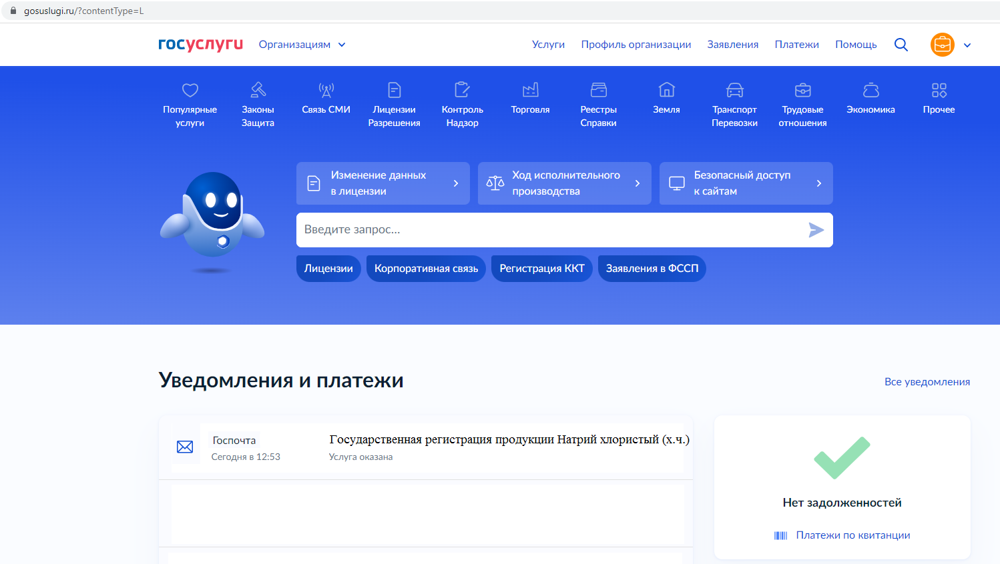 gosuslugi.ru/?contentType=L
госуслуги Организациям Услуги Профиль организации Заявления Платежи Помощь
Популярные услуги
Законы Защита
Связь СМИ
Лицензии Разрешения
Контроль Надзор
Торговля
Реестры Справки
Земля
Транспорт Перевозки
Трудовые отношения
Экономика
Прочее
Изменение данных
в лицензии
Ход исполнительного
производства
Безопасный доступ
к сайтам
Введите запрос...
Лицензии Корпоративная связь Регистрация ККТ Заявления в ФССП
Уведомления и платежи
Все уведомления
Госпочта Государственная регистрация продукции Натрий хлористый (х.ч.)
Сегодня в 12:53 Услуга оказана
Нет задолженностей
Платежи по квитанции